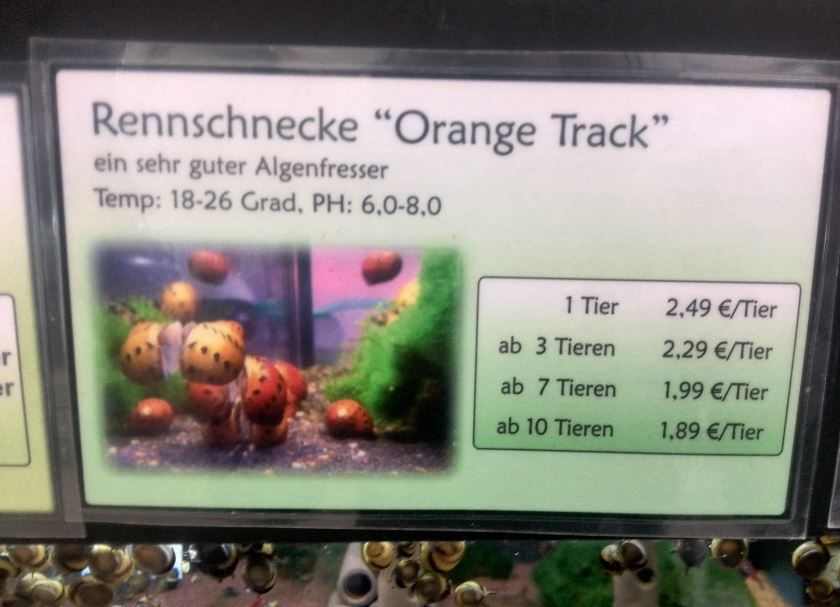 Rennschnecke “Orange Track”
ein sehr guter Algenfresser
Temp: 18-26 Grad, PH: 6,0-8,0
1 Tier 2,49 €/Tier
ab 3 Tieren 2,29 €/Tier
ab 7 Tieren 1,99 €/Tier
ab 10 Tieren 1,89 €/Tier